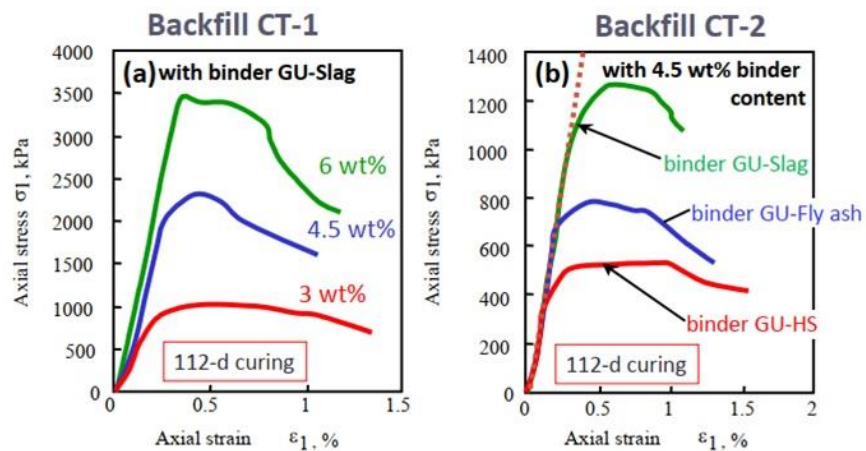 Backfill CT-1
Axial stress σ1, kPa
4000
3500
3000
2500
2000
1500
1000
500
0
(a) with binder GU-Slag
6 wt%
4.5 wt%
3 wt%
112-d curing
0 0.5 1 1.5
Axial strain ε1, %
Backfill CT-2
Axial stress σ1, kPa
1400
1200
1000
800
600
400
200
0
(b) with 4.5 wt% binder
content
binder GU-Slag
binder GU-Fly ash
binder GU-HS
112-d curing
0 0.5 1 1.5 2
Axial strain ε1, %